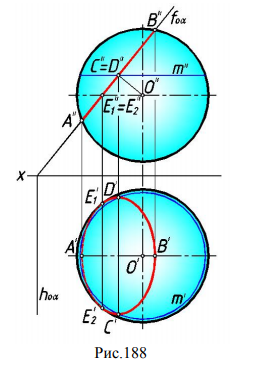 B" f₀α
C"≡D" m"
O"
A" E₁"≡E₂"
x
E₁' D'
A' O' B'
h₀α
E₂' C' m'
Рис.188